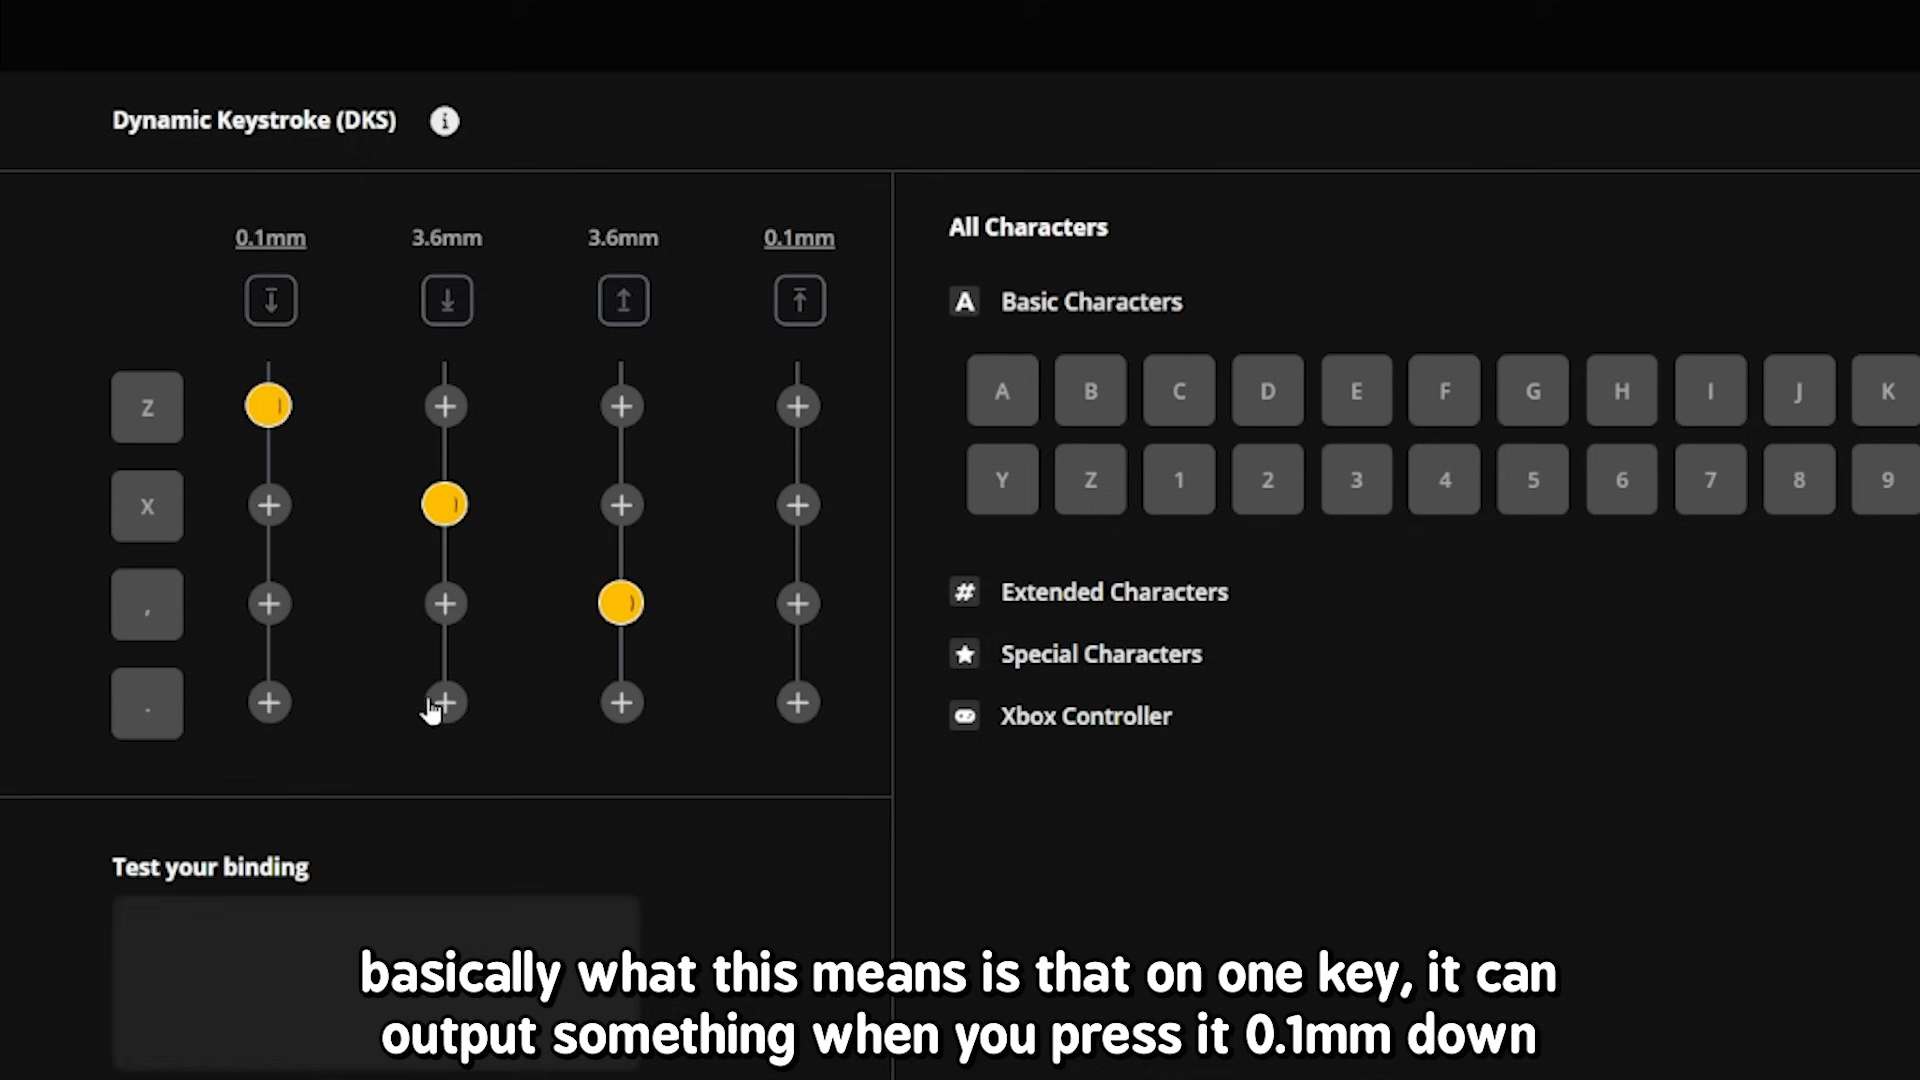 Dynamic Keystroke (DKS)
0.1mm 3.6mm 3.6mm 0.1mm
Z
X
,
.
Test your binding
All Characters
A Basic Characters
A B C D E F G H I J K
Y Z 1 2 3 4 5 6 7 8 9
# Extended Characters
Special Characters
Xbox Controller
basically what this means is that on one key, it can
output something when you press it 0.1mm down